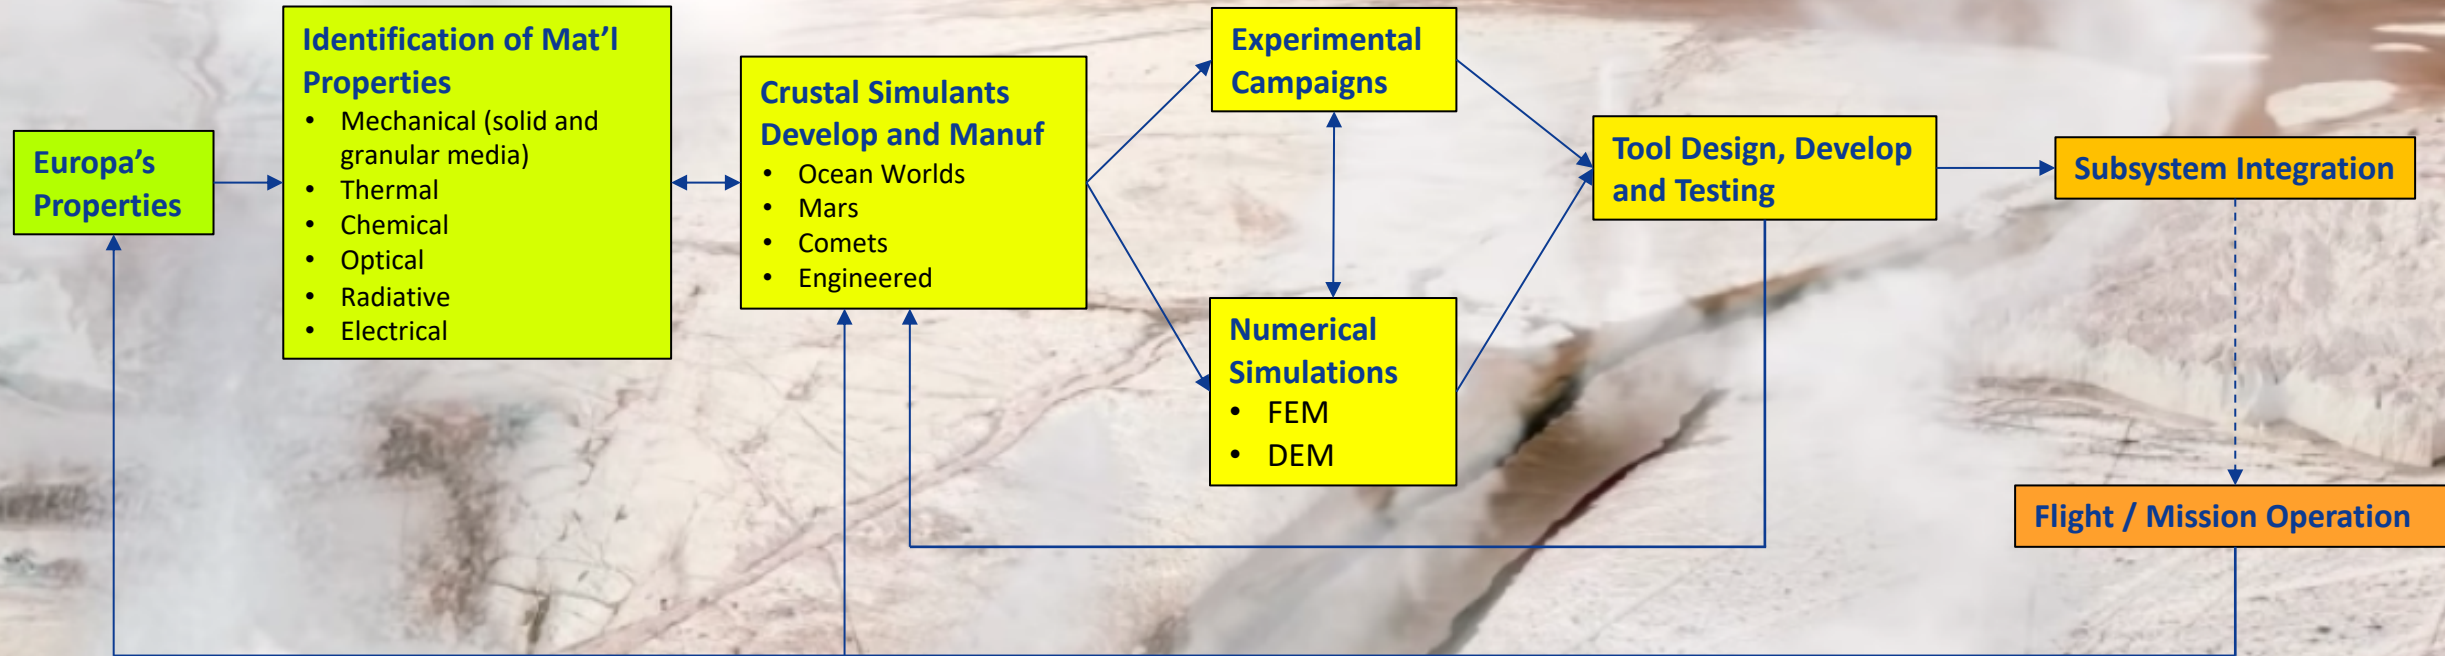 Europa's
Properties
Identification of Mat'l
Properties
• Mechanical (solid and
granular media)
• Thermal
• Chemical
• Optical
• Radiative
• Electrical
Crustal Simulants
Develop and Manuf
• Ocean Worlds
• Mars
• Comets
• Engineered
Experimental
Campaigns
Numerical
Simulations
• FEM
• DEM
Tool Design, Develop
and Testing
Subsystem Integration
Flight / Mission Operation